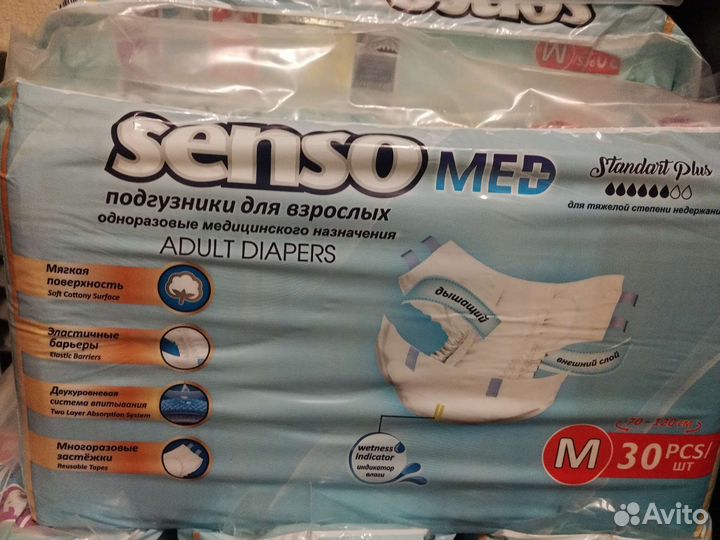 senso MED
Standart Plus
подгузники для взрослых
одноразовые медицинского назначения
ADULT DIAPERS
для тяжелой степени недержани
Мягкая
поверхность
Soft Cottony Surface
Эластичные
барьеры
Elastic Barriers
Двухуровневая
система впитывания
Two Layer Absorption System
Многоразовые
застёжки
Reusable Tapes
дышащий
внешний слой
wetness
indicator
индикатор
влаги
M 30 PCS/
ШТ
Avito